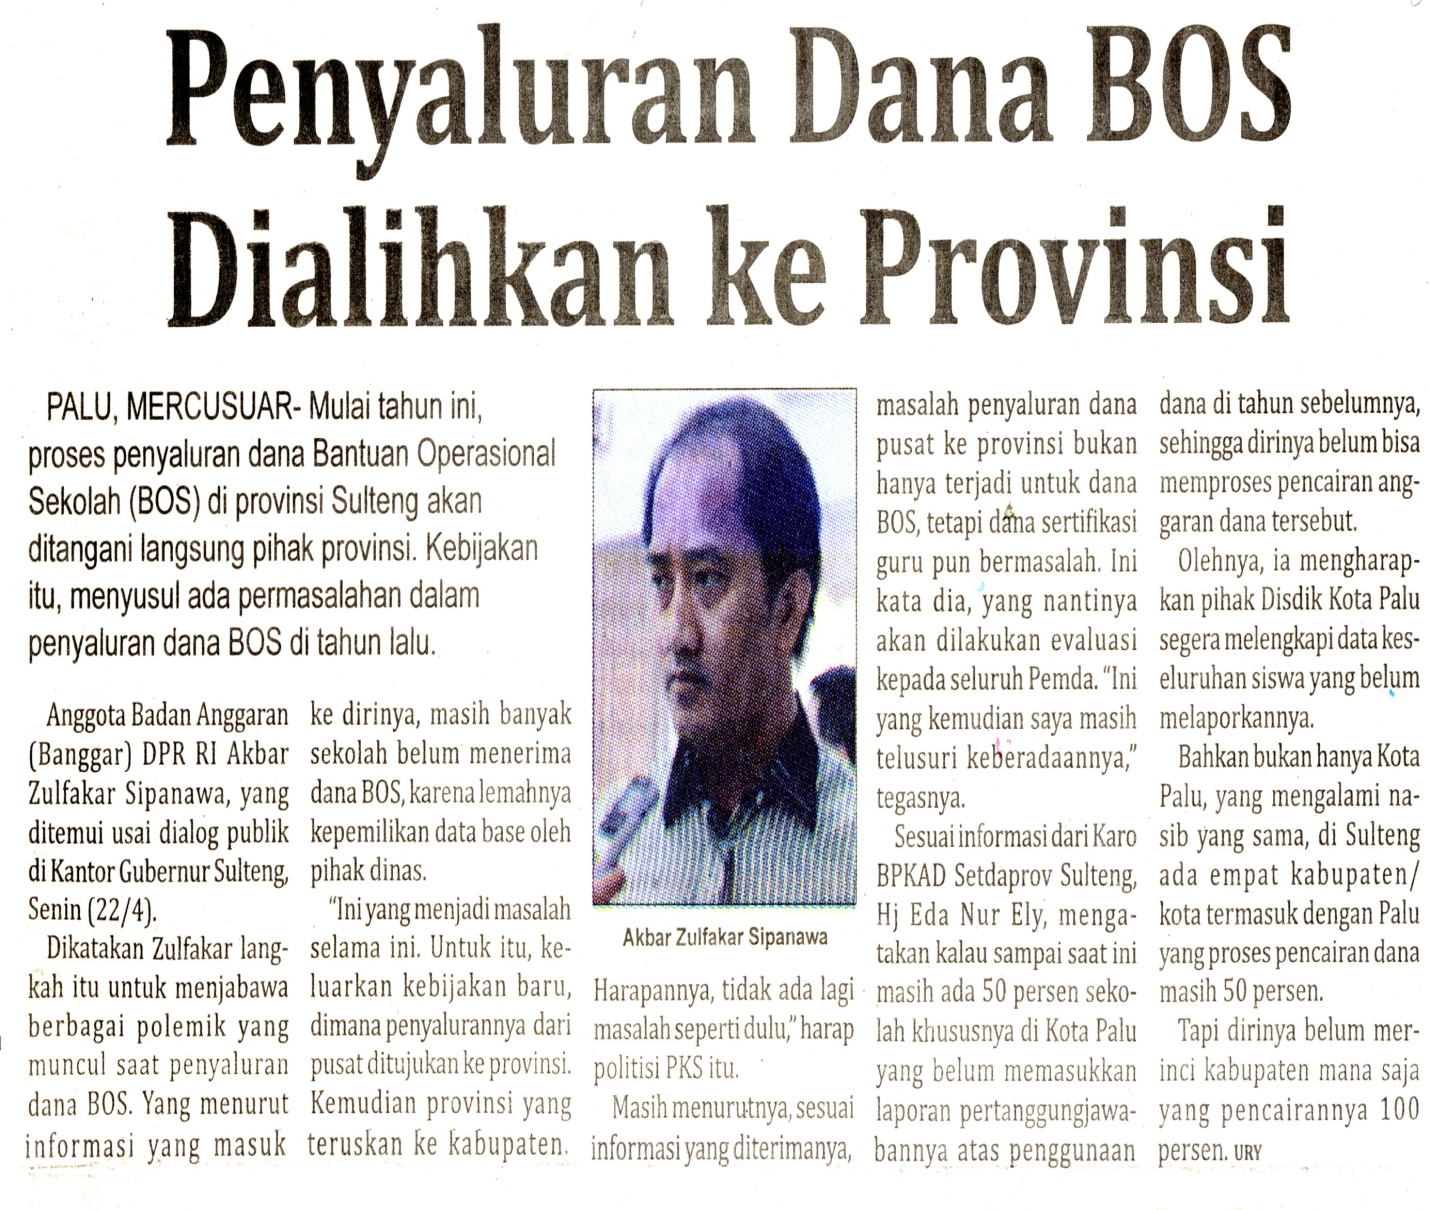 Penyaluran Dana BOS
Dialihkan ke Provinsi
PALU, MERCUSUAR- Mulai tahun ini,
proses penyaluran dana Bantuan Operasional
Sekolah (BOS) di provinsi Sulteng akan
ditangani langsung pihak provinsi. Kebijakan
itu, menyusul ada permasalahan dalam
penyaluran dana BOS di tahun lalu.
Anggota Badan Anggaran
(Banggar) DPR RI Akbar
Zulfakar Sipanawa, yang
ditemui usai dialog publik
di Kantor Gubernur Sulteng,
Senin (22/4).
Dikatakan Zulfakar lang-
kah itu untuk menjabawa
berbagai polemik yang
muncul saat penyaluran
dana BOS. Yang menurut
informasi yang masuk
ke dirinya, masih banyak
sekolah belum menerima
dana BOS, karena lemahnya
kepemilikan data base oleh
pihak dinas.
"Ini yang menjadi masalah
selama ini. Untuk itu, ke-
luarkan kebijakan baru,
dimana penyalurannya dari
pusat ditujukan ke provinsi.
Kemudian provinsi yang
teruskan ke kabupaten.
Akbar Zulfakar Sipanawa
Harapannya, tidak ada lagi
masalah seperti dulu," harap
politisi PKS itu.
Masih menurutnya, sesuai
informasi yang diterimanya,
masalah penyaluran dana
pusat ke provinsi bukan
hanya terjadi untuk dana
BOS, tetapi dana sertifikasi
guru pun bermasalah. Ini
kata dia, yang nantinya
akan dilakukan evaluasi
kepada seluruh Pemda. "Ini
yang kemudian saya masih
telusuri keberadaannya,"
tegasnya.
Sesuai informasi dari Karo
BPKAD Setdaprov Sulteng,
Hj Eda Nur Ely, menga-
takan kalau sampai saat ini
masih ada 50 persen seko-
lah khususnya di Kota Palu
yang belum memasukkan
laporan pertanggungjawa-
bannya atas penggunaan
dana di tahun sebelumnya,
sehingga dirinya belum bisa
memproses pencairan ang-
garan dana tersebut.
Olehnya, ia mengharap-
kan pihak Disdik Kota Palu
segera melengkapi data kes-
eluruhan siswa yang belum
melaporkannya.
Bahkan bukan hanya Kota
Palu, yang mengalami na-
sib yang sama, di Sulteng
ada empat kabupaten/
kota termasuk dengan Palu
yang proses pencairan dana
masih 50 persen.
Tapi dirinya belum mer-
inci kabupaten mana saja
yang pencairannya 100
persen. URY